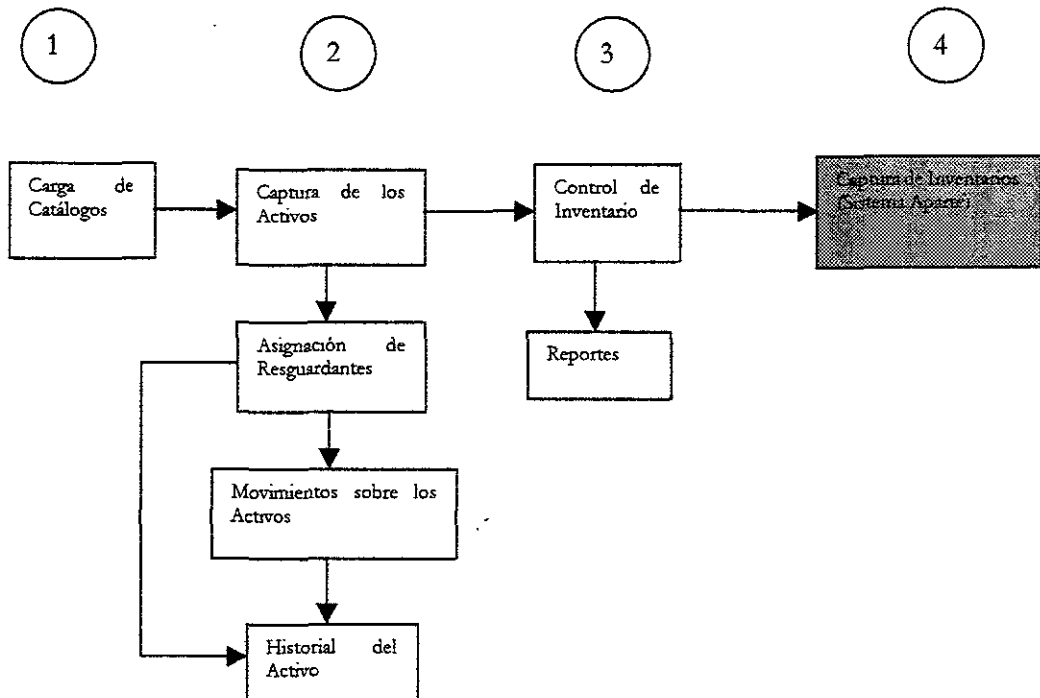 1
2
3
4
Carga de
Catálogos
Captura de los
Activos
Control de
Inventario
Captura de Inventarios
(Sistema Aparte)
Asignación de
Resguardantes
Reportes
Movimientos sobre los
Activos
Historial del
Activo